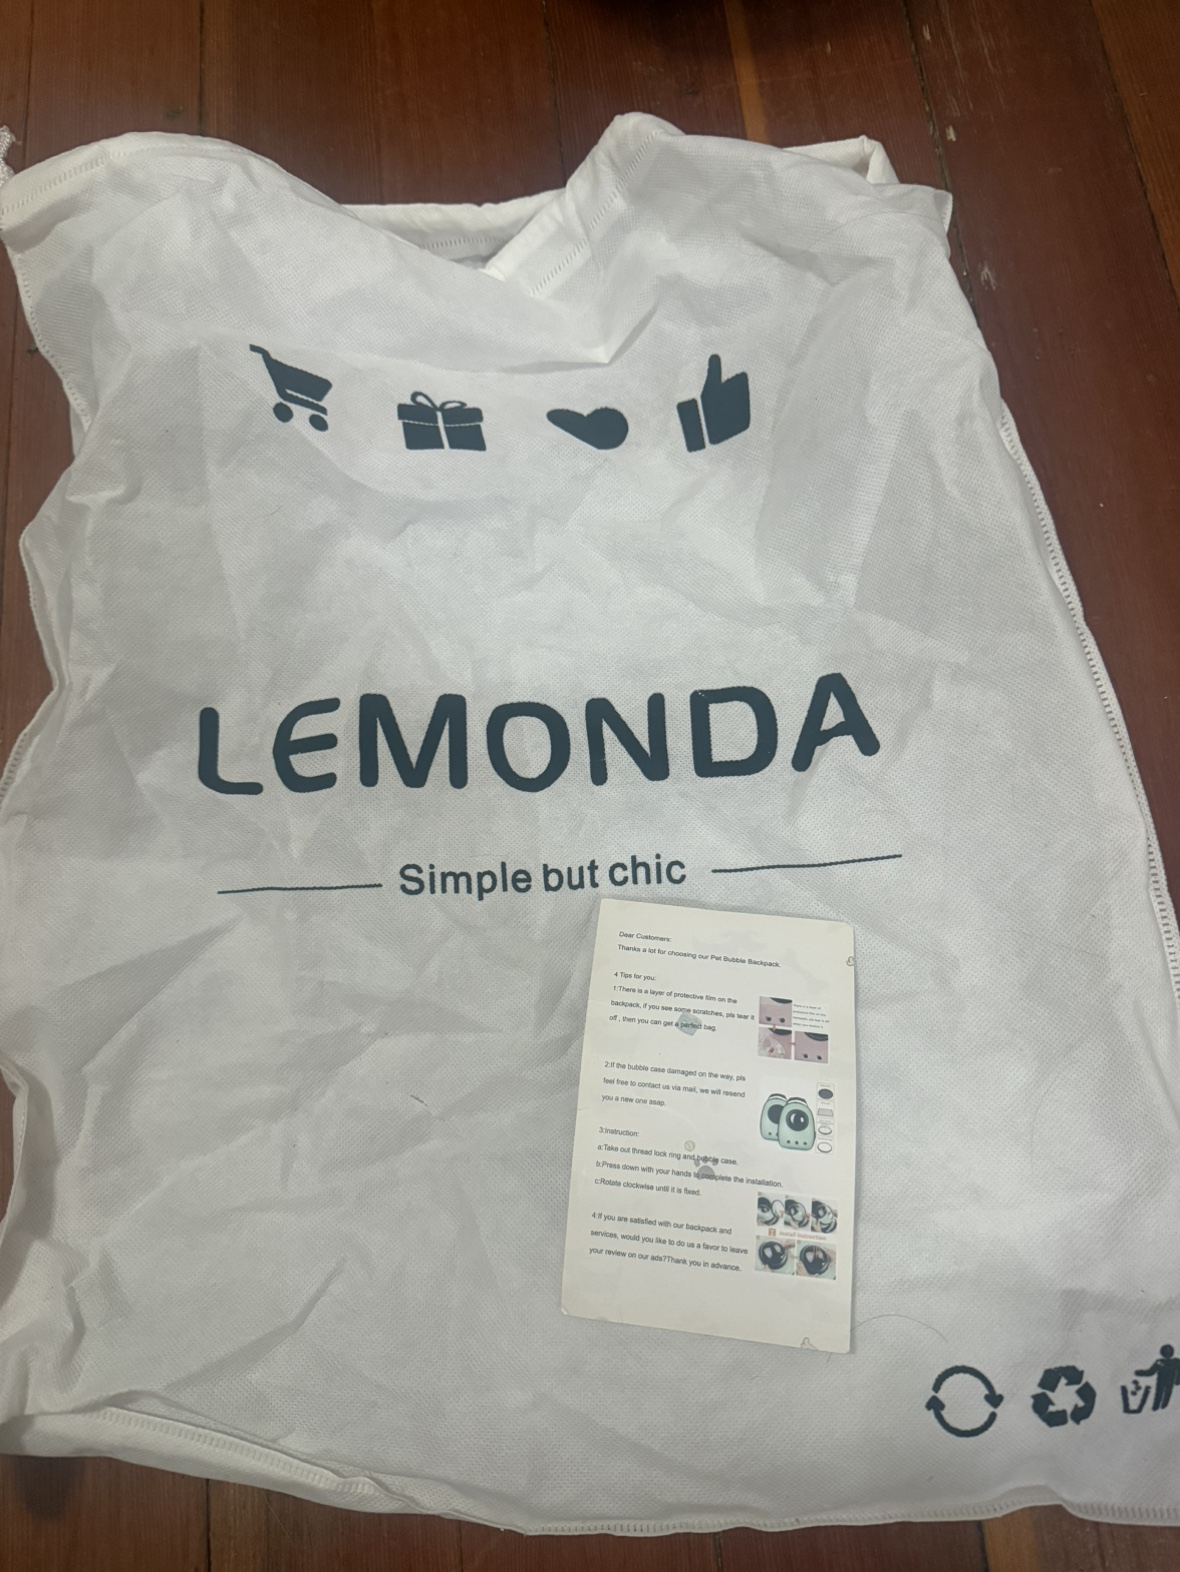 LEMONDA
Simple but chic
Dear Customers:
Thanks a lot for choosing our Pet Bubble Backpack.
4 Tips for you:
1:There is a layer of protective film on the
backpack, if you see some scratches, pls tear it
off , then you can get a perfect bag.
2:If the bubble case damaged on the way, pls
feel free to contact us via mail, we will resend
you a new one asap.
3:Instruction:
a:Take out thread lock ring and bubble case.
b:Press down with your hands to complete the installation.
c:Rotate clockwise until it is fixed.
4:If you are satisfied with our backpack and
services, would you like to do us a favor to leave
your review on our ads?Thank you in advance.